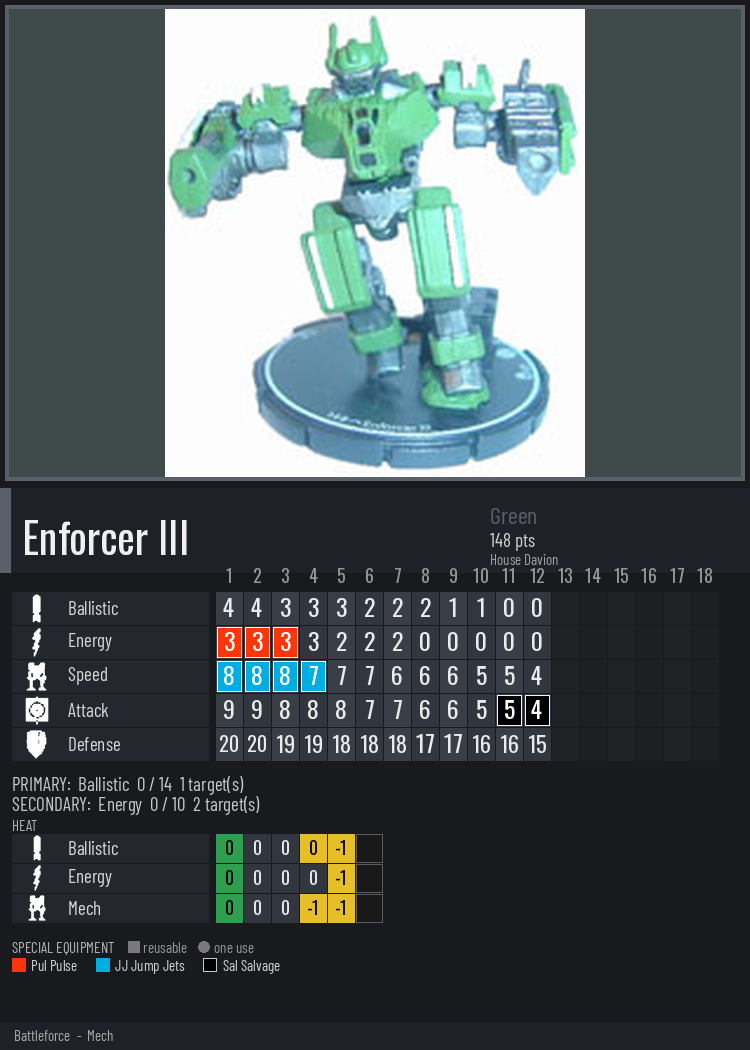 Enforcer III
Green
148 pts
House Davion
1 2 3 4 5 6 7 8 9 10 11 12 13 14 15 16 17 18
Ballistic 4 4 3 3 3 2 2 2 1 1 0 0
Energy 3 3 3 3 2 2 2 0 0 0 0 0
Speed 8 8 8 7 7 7 6 6 6 5 5 4
Attack 9 9 8 8 8 7 7 6 6 5 5 4
Defense 20 20 19 19 18 18 18 17 17 16 16 15
PRIMARY: Ballistic 0 / 14 1 target(s)
SECONDARY: Energy 0 / 10 2 target(s)
HEAT
Ballistic 0 0 0 0 -1
Energy 0 0 0 0 -1
Mech 0 0 0 -1 -1
SPECIAL EQUIPMENT reusable one use
Pul Pulse JJ Jump Jets Sal Salvage
Battleforce - Mech